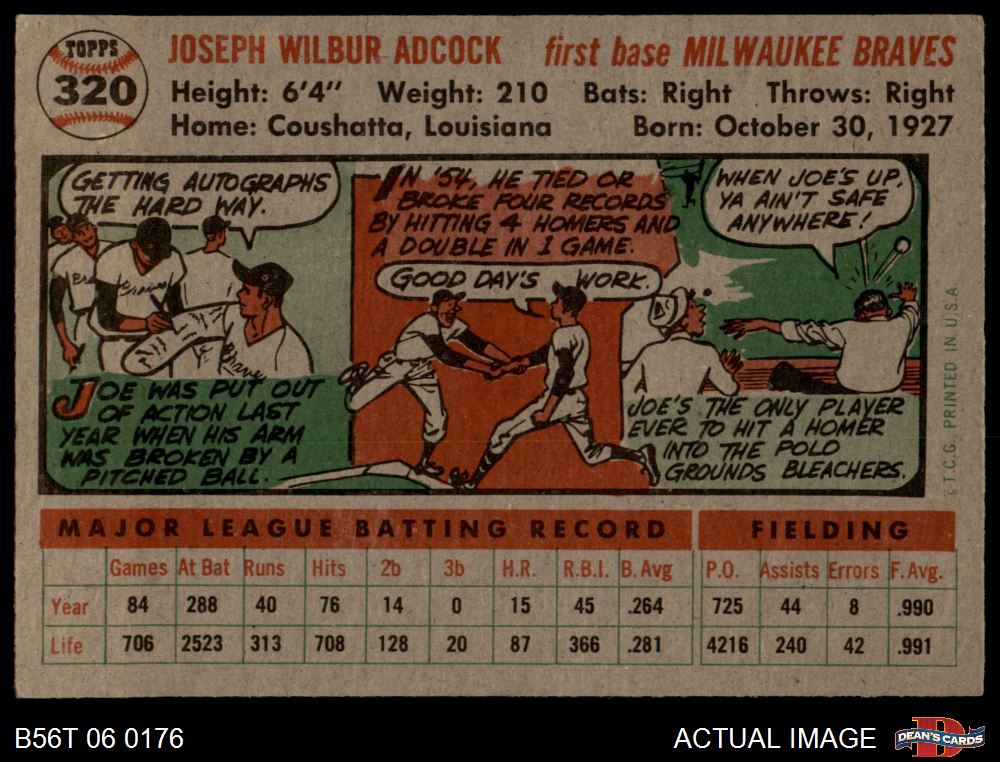 TOPPS
320
JOSEPH WILBUR ADCOCK first base MILWAUKEE BRAVES
Height: 6'4" Weight: 210 Bats: Right Throws: Right
Home: Coushatta, Louisiana Born: October 30, 1927
GETTING AUTOGRAPHS
THE HARD WAY.
Braves
Braves
JOE WAS PUT OUT
OF ACTION LAST
YEAR WHEN HIS ARM
WAS BROKEN BY A
PITCHED BALL.
IN '54, HE TIED OR
BROKE FOUR RECORDS
BY HITTING 4 HOMERS AND
A DOUBLE IN 1 GAME.
GOOD DAY'S WORK.
WHEN JOE'S UP,
YA AIN'T SAFE
ANYWHERE!
JOE'S THE ONLY PLAYER
EVER TO HIT A HOMER
INTO THE POLO
GROUNDS BLEACHERS.
© T.C.G., PRINTED IN U.S.A.
MAJOR LEAGUE BATTING RECORD FIELDING
Games At Bat Runs Hits 2b 3b H.R. R.B.I. B. Avg P.O. Assists Errors F. Avg.
Year 84 288 40 76 14 0 15 45 .264 725 44 8 .990
Life 706 2523 313 708 128 20 87 366 .281 4216 240 42 .991
B56T 06 0176 ACTUAL IMAGE DEAN'S CARDS